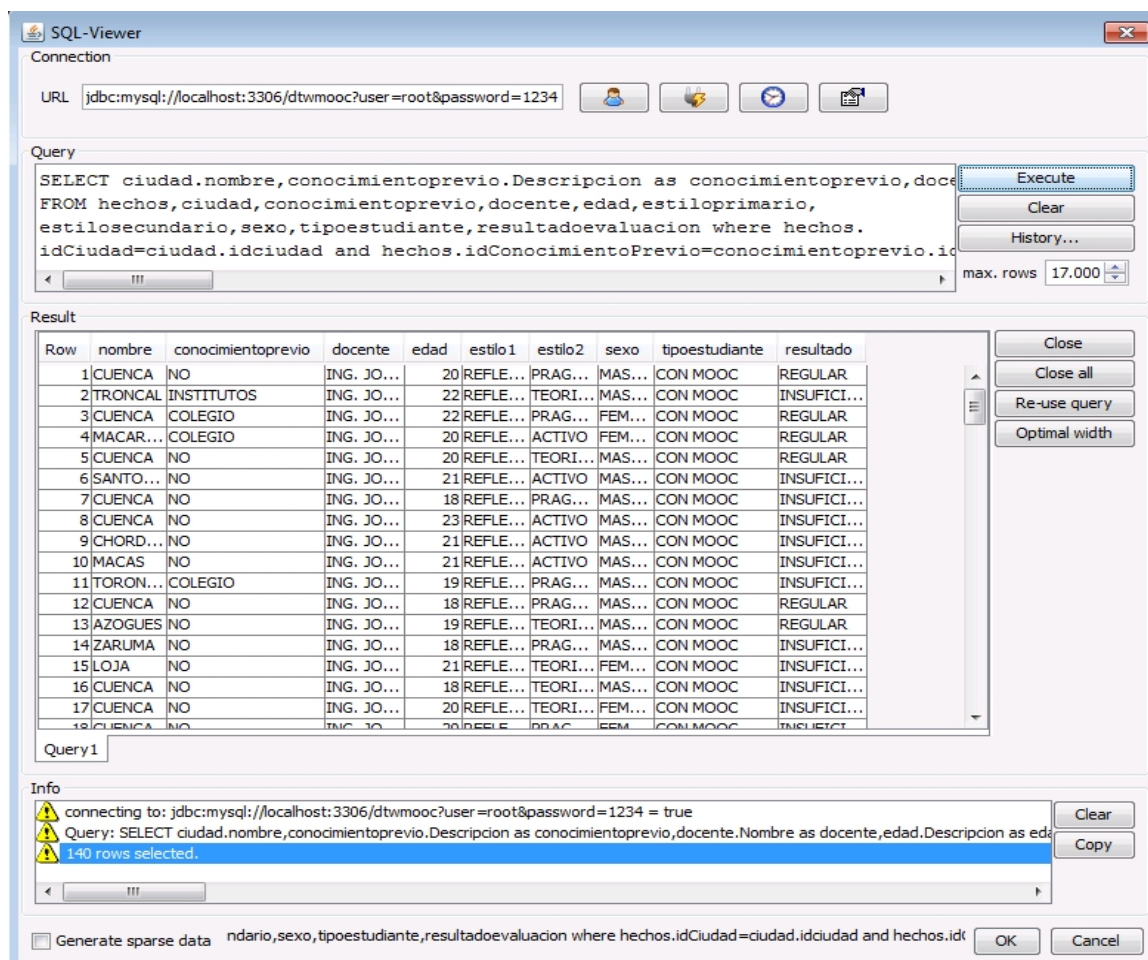 SQL-Viewer
Connection
URL jdbc:mysql://localhost:3306/dtwmooc?user=root&password=1234
Query
SELECT ciudad.nombre,conocimientoprevio.Descripcion as conocimientoprevio,doce
FROM hechos,ciudad,conocimientoprevio,docente,edad,estiloprimario,
estilosecundario,sexo,tipoestudiante,resultadoevaluacion where hechos.
idCiudad=ciudad.idciudad and hechos.idConocimientoPrevio=conocimientoprevio.id
Execute
Clear
History...
max. rows 17.000
Result
Row nombre conocimientoprevio docente edad estilo1 estilo2 sexo tipoestudiante resultado
1 CUENCA NO ING. JO... 20 REFLE... PRAG... MAS... CON MOOC REGULAR
2 TRONCAL INSTITUTOS ING. JO... 22 REFLE... TEORI... MAS... CON MOOC INSUFICI...
3 CUENCA COLEGIO ING. JO... 22 REFLE... PRAG... FEM... CON MOOC REGULAR
4 MACAR... COLEGIO ING. JO... 20 REFLE... ACTIVO FEM... CON MOOC REGULAR
5 CUENCA NO ING. JO... 20 REFLE... TEORI... MAS... CON MOOC REGULAR
6 SANTO... NO ING. JO... 21 REFLE... ACTIVO MAS... CON MOOC INSUFICI...
7 CUENCA NO ING. JO... 18 REFLE... PRAG... MAS... CON MOOC INSUFICI...
8 CUENCA NO ING. JO... 23 REFLE... ACTIVO MAS... CON MOOC INSUFICI...
9 CHORD... NO ING. JO... 21 REFLE... ACTIVO MAS... CON MOOC INSUFICI...
10 MACAS NO ING. JO... 21 REFLE... ACTIVO MAS... CON MOOC INSUFICI...
11 TORON... COLEGIO ING. JO... 19 REFLE... PRAG... MAS... CON MOOC INSUFICI...
12 CUENCA NO ING. JO... 18 REFLE... PRAG... MAS... CON MOOC REGULAR
13 AZOGUES NO ING. JO... 19 REFLE... TEORI... MAS... CON MOOC REGULAR
14 ZARUMA NO ING. JO... 18 REFLE... PRAG... MAS... CON MOOC INSUFICI...
15 LOJA NO ING. JO... 21 REFLE... TEORI... FEM... CON MOOC INSUFICI...
16 CUENCA NO ING. JO... 18 REFLE... TEORI... MAS... CON MOOC INSUFICI...
17 CUENCA NO ING. JO... 20 REFLE... TEORI... FEM... CON MOOC INSUFICI...
18 CUENCA NO ING. JO... 20 REFLE... PRAG... FEM... CON MOOC INSUFICI...
Close
Close all
Re-use query
Optimal width
Query1
Info
connecting to: jdbc:mysql://localhost:3306/dtwmooc?user=root&password=1234 = true
Query: SELECT ciudad.nombre,conocimientoprevio.Descripcion as conocimientoprevio,docente.Nombre as docente,edad.Descripcion as eda
140 rows selected.
Clear
Copy
Generate sparse data
ndario,sexo,tipoestudiante,resultadoevaluacion where hechos.idCiudad=ciudad.idciudad and hechos.idC
OK
Cancel